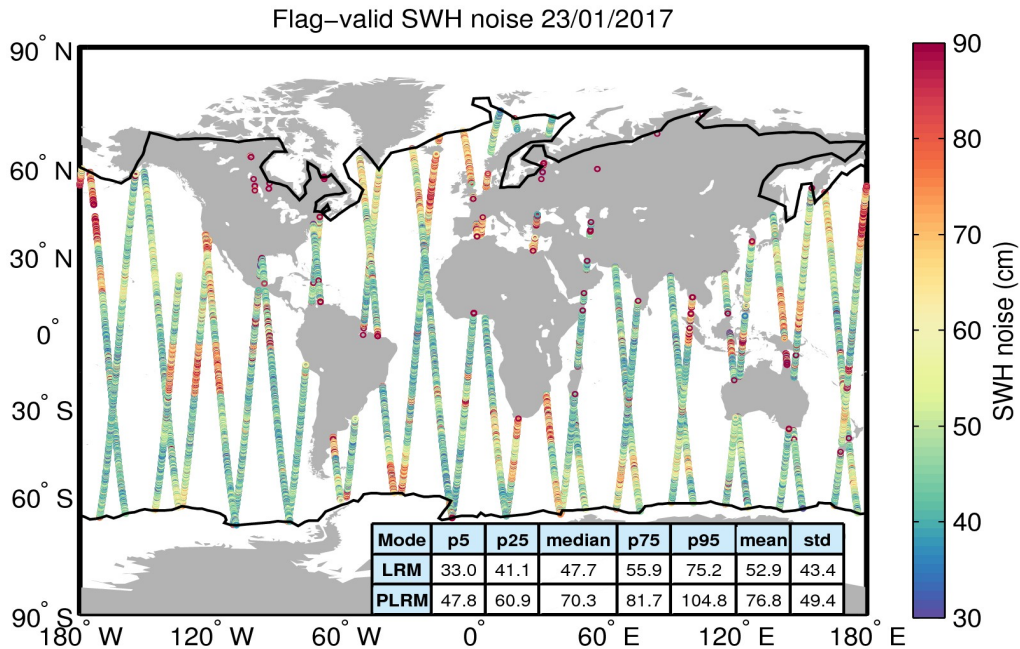 Flag−valid SWH noise 23/01/2017
90° N
60° N
30° N
0°
30° S
60° S
90° S
180° W
120° W
60° W
0°
60° E
120° E
180° E
Mode p5 p25 median p75 p95 mean std
LRM 33.0 41.1 47.7 55.9 75.2 52.9 43.4
PLRM 47.8 60.9 70.3 81.7 104.8 76.8 49.4
90
80
70
60
50
40
30
SWH noise (cm)